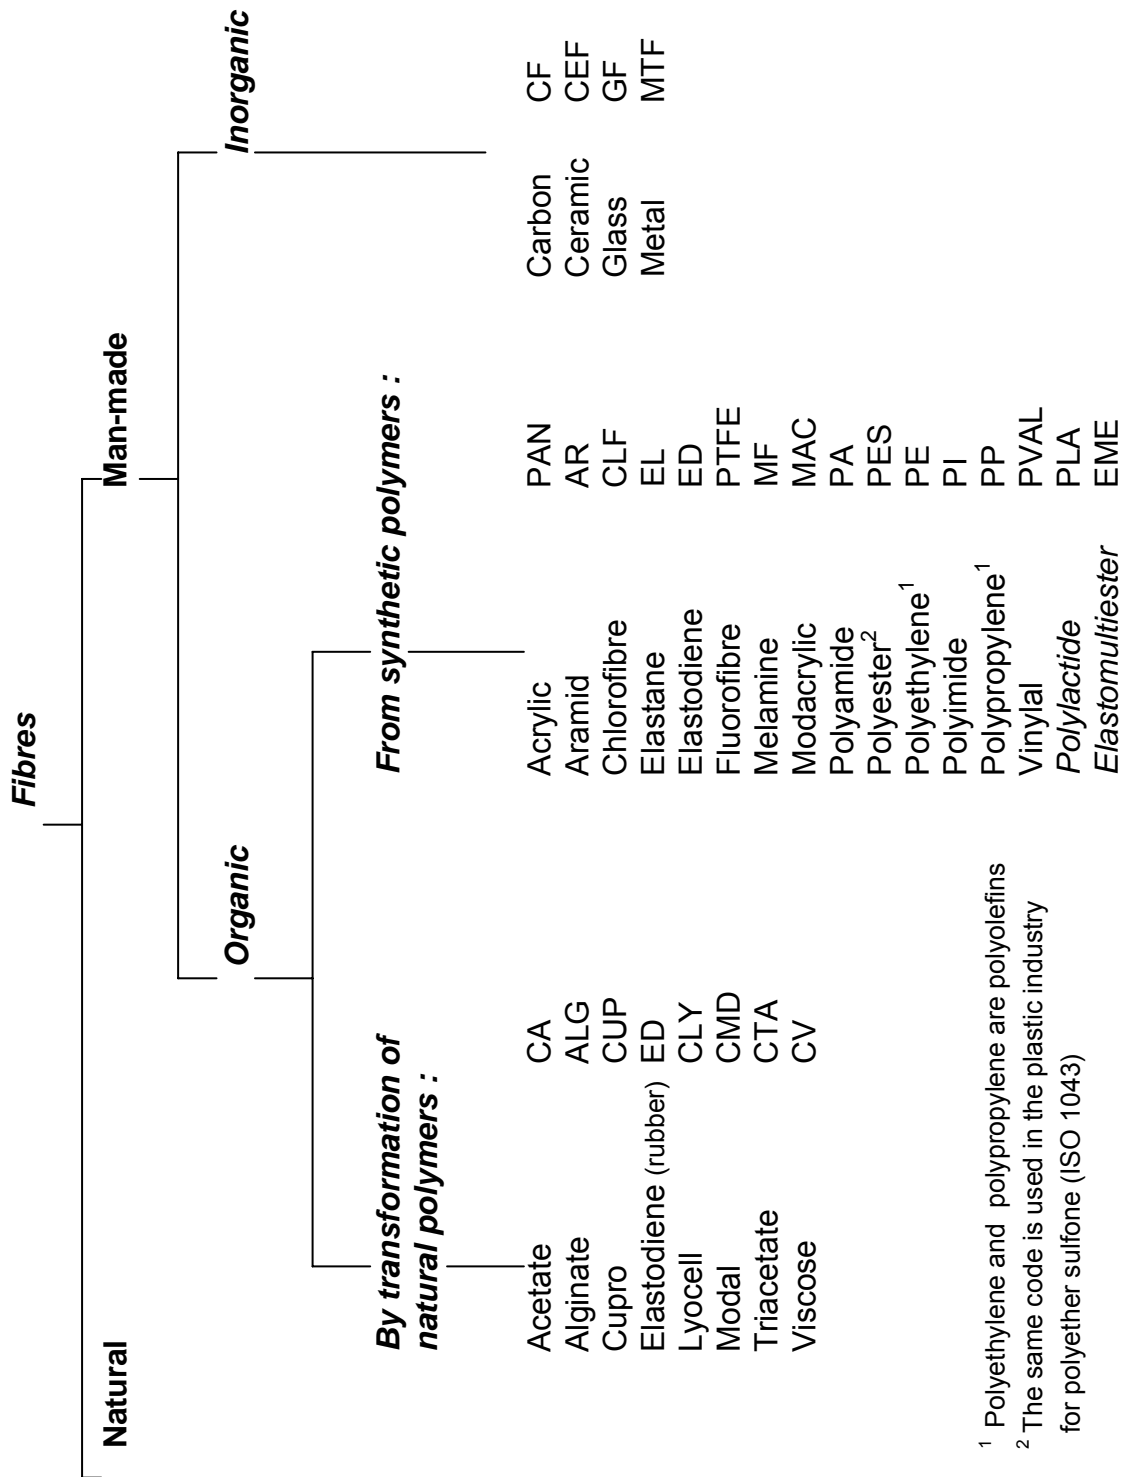 Fibres
Natural
Man-made
Organic
Inorganic
By transformation of
natural polymers :
From synthetic polymers :
Acetate CA
Alginate ALG
Cupro CUP
Elastodiene (rubber) ED
Lyocell CLY
Modal CMD
Triacetate CTA
Viscose CV
Acrylic PAN
Aramid AR
Chlorofibre CLF
Elastane EL
Elastodiene ED
Fluorofibre PTFE
Melamine MF
Modacrylic MAC
Polyamide PA
Polyester² PES
Polyethylene¹ PE
Polyimide PI
Polypropylene¹ PP
Vinylal PVAL
Polylactide PLA
Elastomultiester EME
Carbon CF
Ceramic CEF
Glass GF
Metal MTF
¹ Polyethylene and polypropylene are polyolefins
² The same code is used in the plastic industry
for polyether sulfone (ISO 1043)